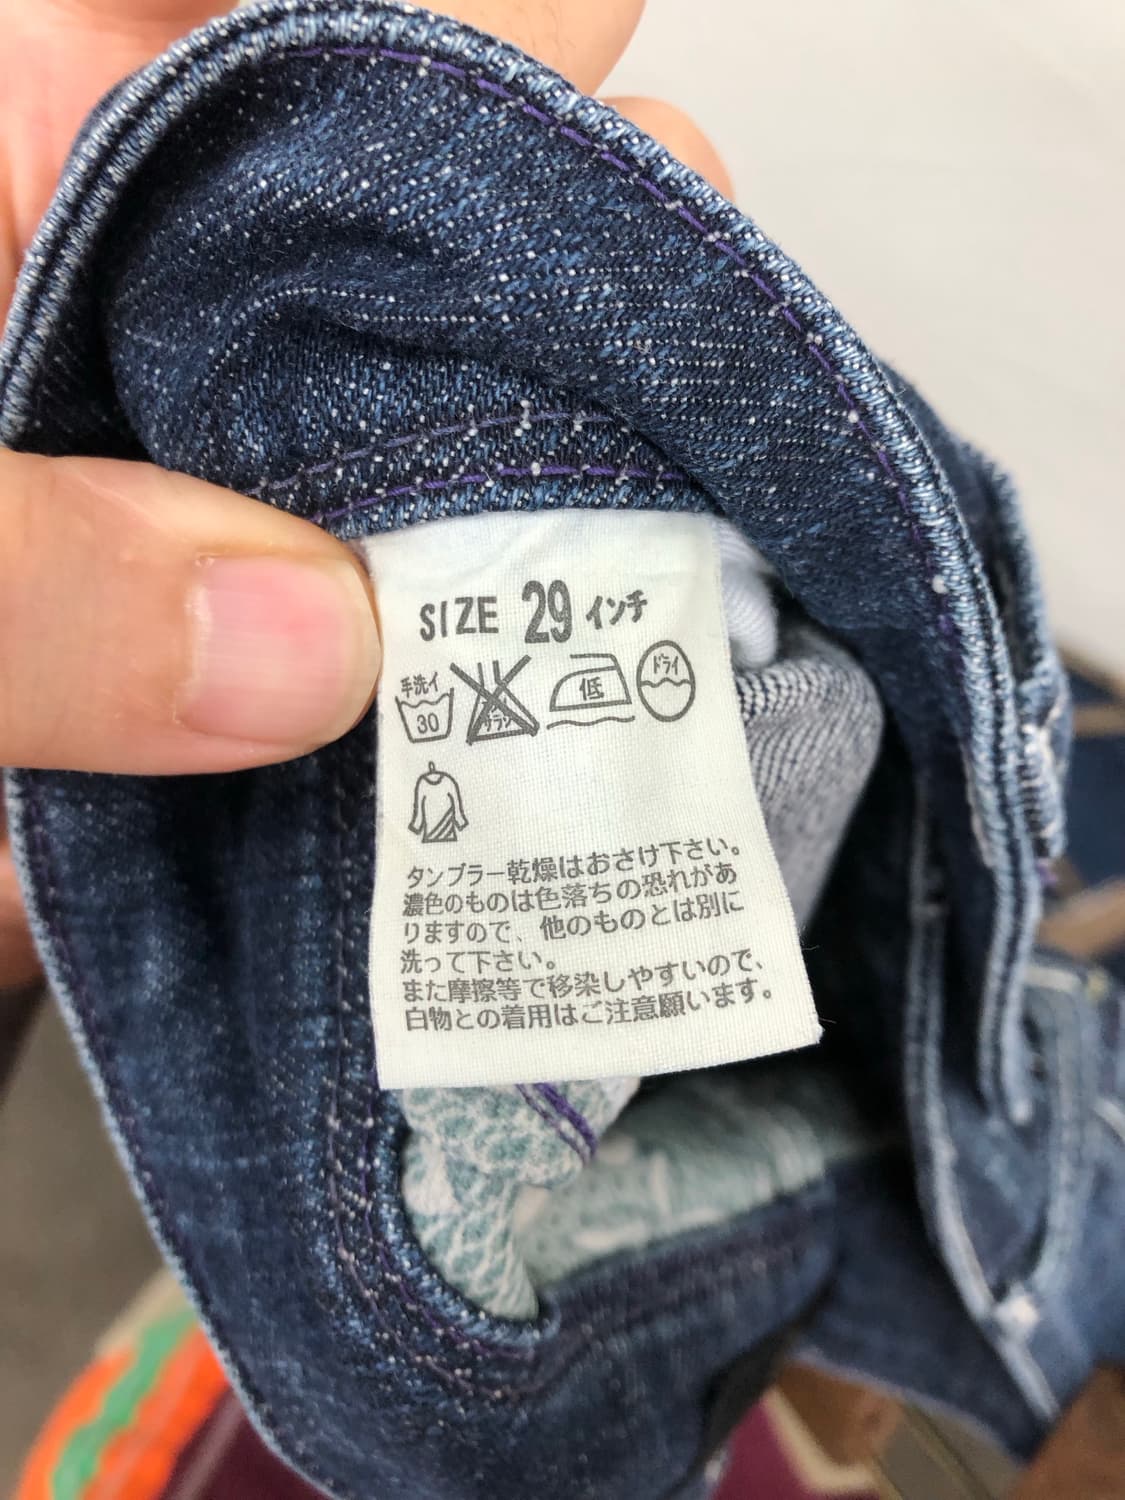 SIZE 29 インチ
手洗イ 30 サラシ 低 ドライ
タンブラー乾燥はおさけ下さい。
濃色のものは色落ちの恐れがあ
りますので、他のものとは別に
洗って下さい。
また摩擦等で移染しやすいので、
白物との着用はご注意願います。